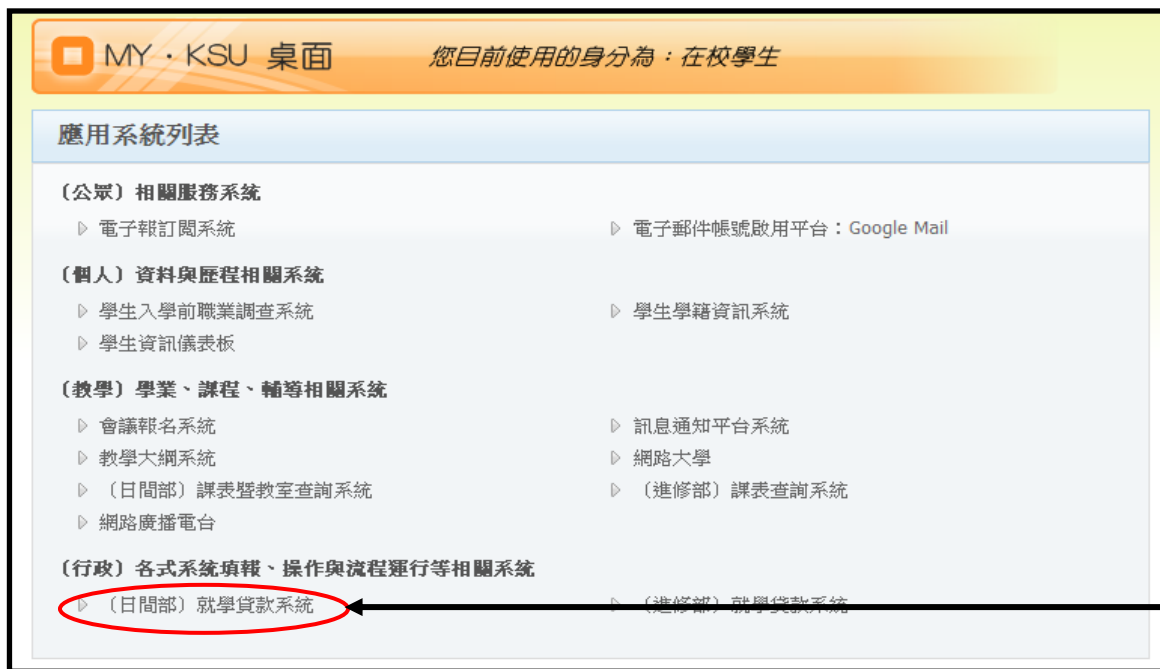 MY‧KSU 桌面 您目前使用的身分為：在校學生
應用系統列表
〔公眾〕相關服務系統
電子報訂閱系統 電子郵件帳號啟用平台：Google Mail
〔個人〕資料與歷程相關系統
學生入學前職業調查系統 學生學籍資訊系統
學生資訊儀表板
〔教學〕學業、課程、輔導相關系統
會議報名系統 訊息通知平台系統
教學大綱系統 網路大學
〔日間部〕課表暨教室查詢系統 〔進修部〕課表查詢系統
網路廣播電台
〔行政〕各式系統填報、操作與流程運行等相關系統
〔日間部〕就學貸款系統 〔進修部〕就學貸款系統